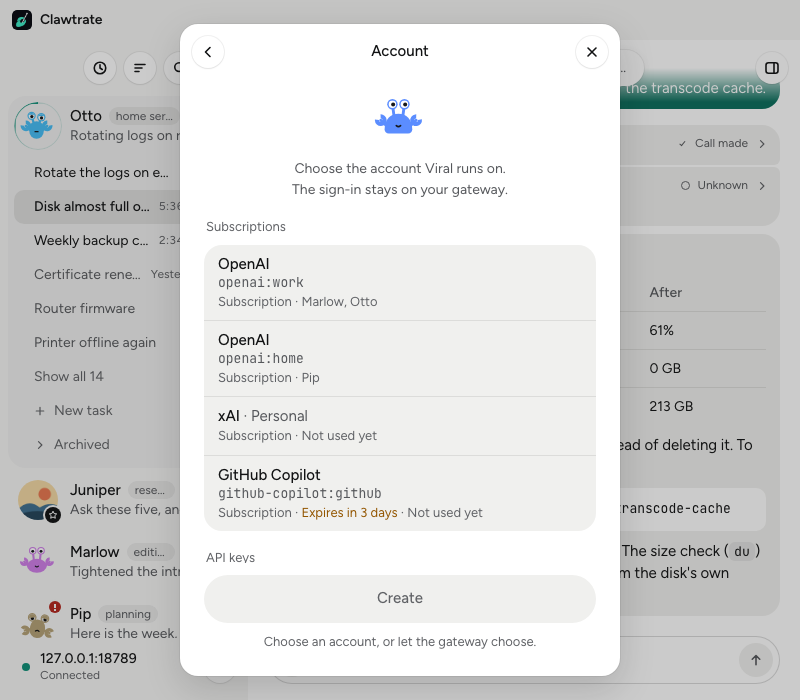 Clawtrate
Otto home ser...
Rotating logs on
Rotate the logs on e...
Disk almost full o... 5:36
Weekly backup c... 2:34
Certificate rene... Yeste
Router firmware
Printer offline again
Show all 14
+ New task
Archived
Juniper rese...
Ask these five, an
Marlow editi...
Tightened the intr
Pip planning
Here is the week.
127.0.0.1:18789
Connected
Account
Choose the account Viral runs on.
The sign-in stays on your gateway.
Subscriptions
OpenAI
openai:work
Subscription · Marlow, Otto
OpenAI
openai:home
Subscription · Pip
xAI · Personal
Subscription · Not used yet
GitHub Copilot
github-copilot:github
Subscription · Expires in 3 days · Not used yet
API keys
Create
Choose an account, or let the gateway choose.
...
the transcode cache.
Call made
Unknown
After
61%
0 GB
213 GB
ead of deleting it. To
transcode-cache
The size check (du)
m the disk's own